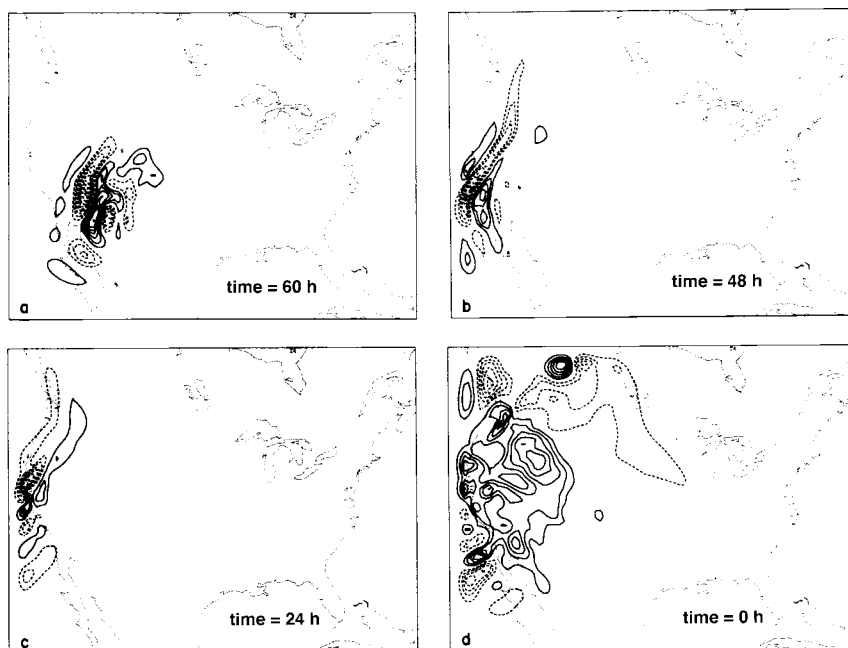 time = 60 h
a
time = 48 h
b
time = 24 h
c
time = 0 h
d